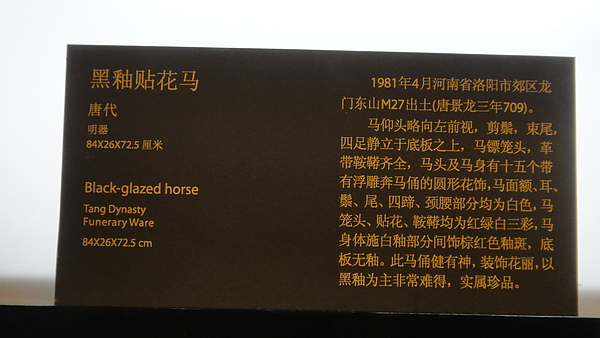 黑釉贴花马
唐代
明器
84X26X72.5 厘米
Black-glazed horse
Tang Dynasty
Funerary Ware
84X26X72.5 cm
1981年4月河南省洛阳市郊区龙
门东山M27出土(唐景龙三年709)。
马仰头略向左前视，剪鬃，束尾，
四足静立于底板之上，马镖笼头，革
带鞍鞯齐全，马头及马身有十五个带
有浮雕奔马俑的圆形花饰,马面额、耳、
鬃、尾、四蹄、颈腰部分均为白色，马
笼头、贴花、鞍鞯均为红绿白三彩，马
身体施白釉部分间饰棕红色釉斑，底
板无釉。此马俑健有神，装饰花丽，以
黑釉为主非常难得，实属珍品。